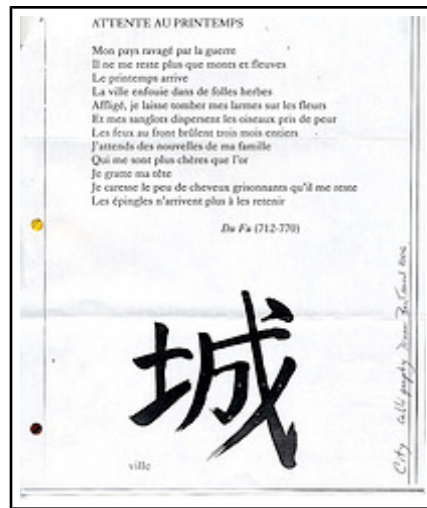 ATTENTE AU PRINTEMPS
Mon pays ravagé par la guerre
Il ne me reste plus que monts et fleuves
Le printemps arrive
La ville enfouie dans de folles herbes
Affligé, je laisse tomber mes larmes sur les fleurs
Et mes sanglots dispersent les oiseaux pris de peur
Les feux au front brûlent trois mois entiers
J'attends des nouvelles de ma famille
Qui me sont plus chères que l'or
Je gratte ma tête
Je caresse le peu de cheveux grisonnants qu'il me reste
Les épingles n'arrivent plus à les retenir
Du Fu (712-770)
城
ville
City calligraphy